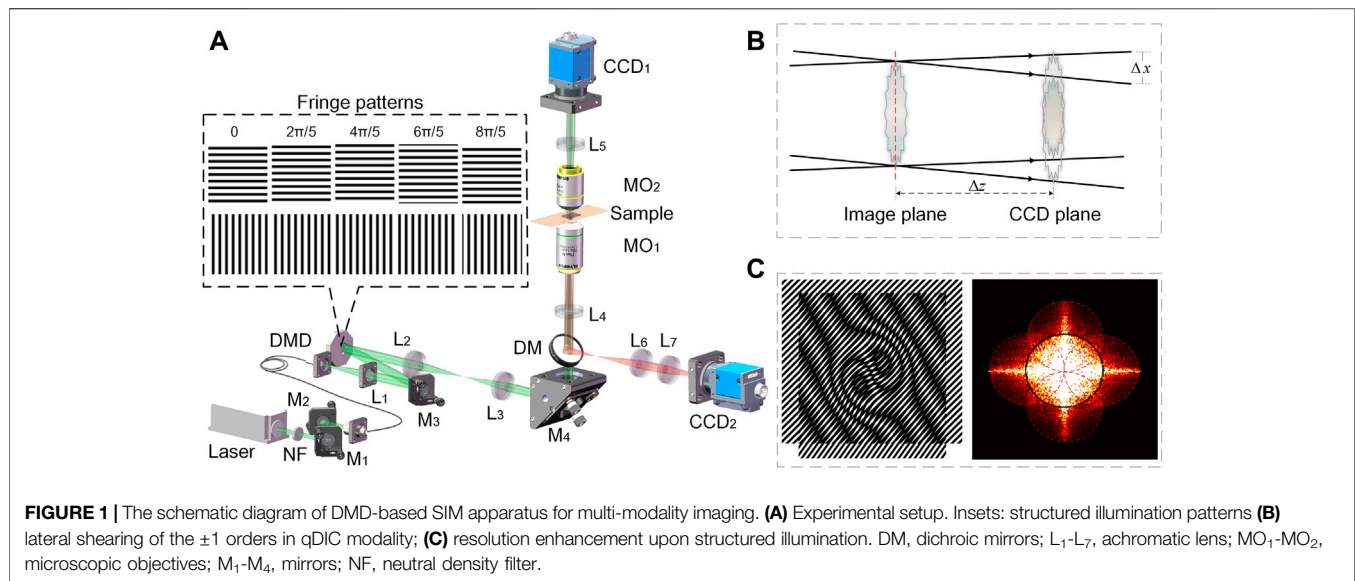 A
Fringe patterns
0 2π/5 4π/5 6π/5 8π/5
CCD₁
L₅
MO₂
Sample
MO₁
L₄
DM
L₆ L₇
CCD₂
M₄
L₃
L₂
DMD
L₁
M₃
M₂
Laser
NF
M₁
B
Δx
Δz
Image plane CCD plane
C
FIGURE 1 | The schematic diagram of DMD-based SIM apparatus for multi-modality imaging. (A) Experimental setup. Insets: structured illumination patterns (B)
lateral shearing of the ±1 orders in qDIC modality; (C) resolution enhancement upon structured illumination. DM, dichroic mirrors; L₁-L₇, achromatic lens; MO₁-MO₂,
microscopic objectives; M₁-M₄, mirrors; NF, neutral density filter.